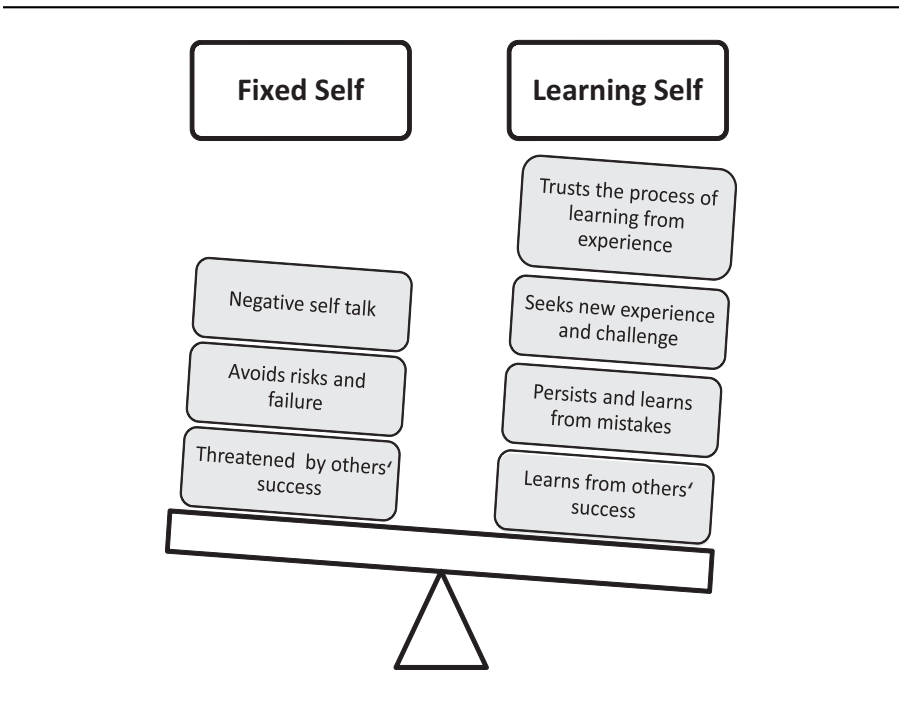 Fixed Self
Learning Self
Negative self talk
Avoids risks and
failure
Threatened by others‘
success
Trusts the process of
learning from
experience
Seeks new experience
and challenge
Persists and learns
from mistakes
Learns from others‘
success